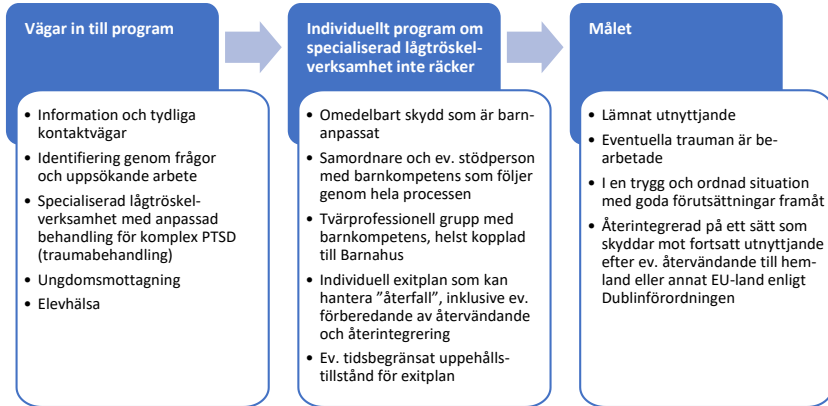 Vägar in till program
• Information och tydliga
kontaktvägar
• Identifiering genom frågor
och uppsökande arbete
• Specialiserad lågtröskel-
verksamhet med anpassad
behandling för komplex PTSD
(traumabehandling)
• Ungdomsmottagning
• Elevhälsa
Individuellt program om
specialiserad lågtröskel-
verksamhet inte räcker
• Omedelbart skydd som är barn-
anpassat
• Samordnare och ev. stödperson
med barnkompetens som följer
genom hela processen
• Tvärprofessionell grupp med
barnkompetens, helst kopplad
till Barnahus
• Individuell exitplan som kan
hantera ”återfall”, inklusive ev.
förberedande av återvändande
och återintegrering
• Ev. tidsbegränsat uppehålls-
tillstånd för exitplan
Målet
• Lämnat utnyttjande
• Eventuella trauman är be-
arbetade
• I en trygg och ordnad situation
med goda förutsättningar framåt
• Återintegrerad på ett sätt som
skyddar mot fortsatt utnyttjande
efter ev. återvändande till hem-
land eller annat EU-land enligt
Dublinförordningen